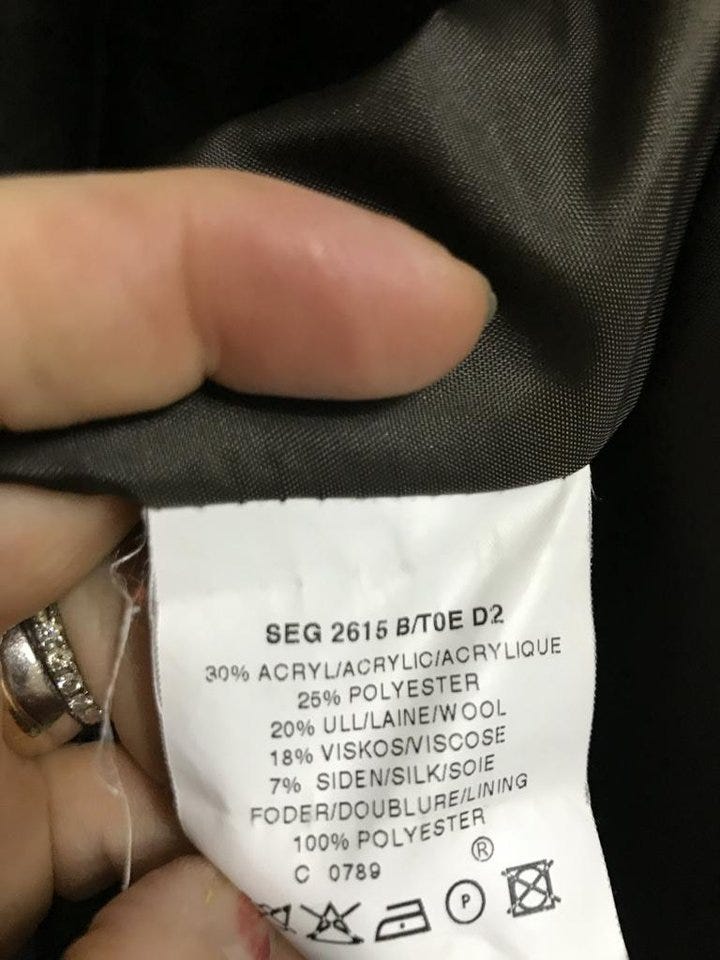 SEG 2615 B/T0E D2
30% ACRYL/ACRYLIC/ACRYLIQUE
25% POLYESTER
20% ULL/LAINE/WOOL
18% VISKOS/VISCOSE
7% SIDEN/SILK/SOIE
FODER/DOUBLURE/LINING
100% POLYESTER
®
C 0789
P